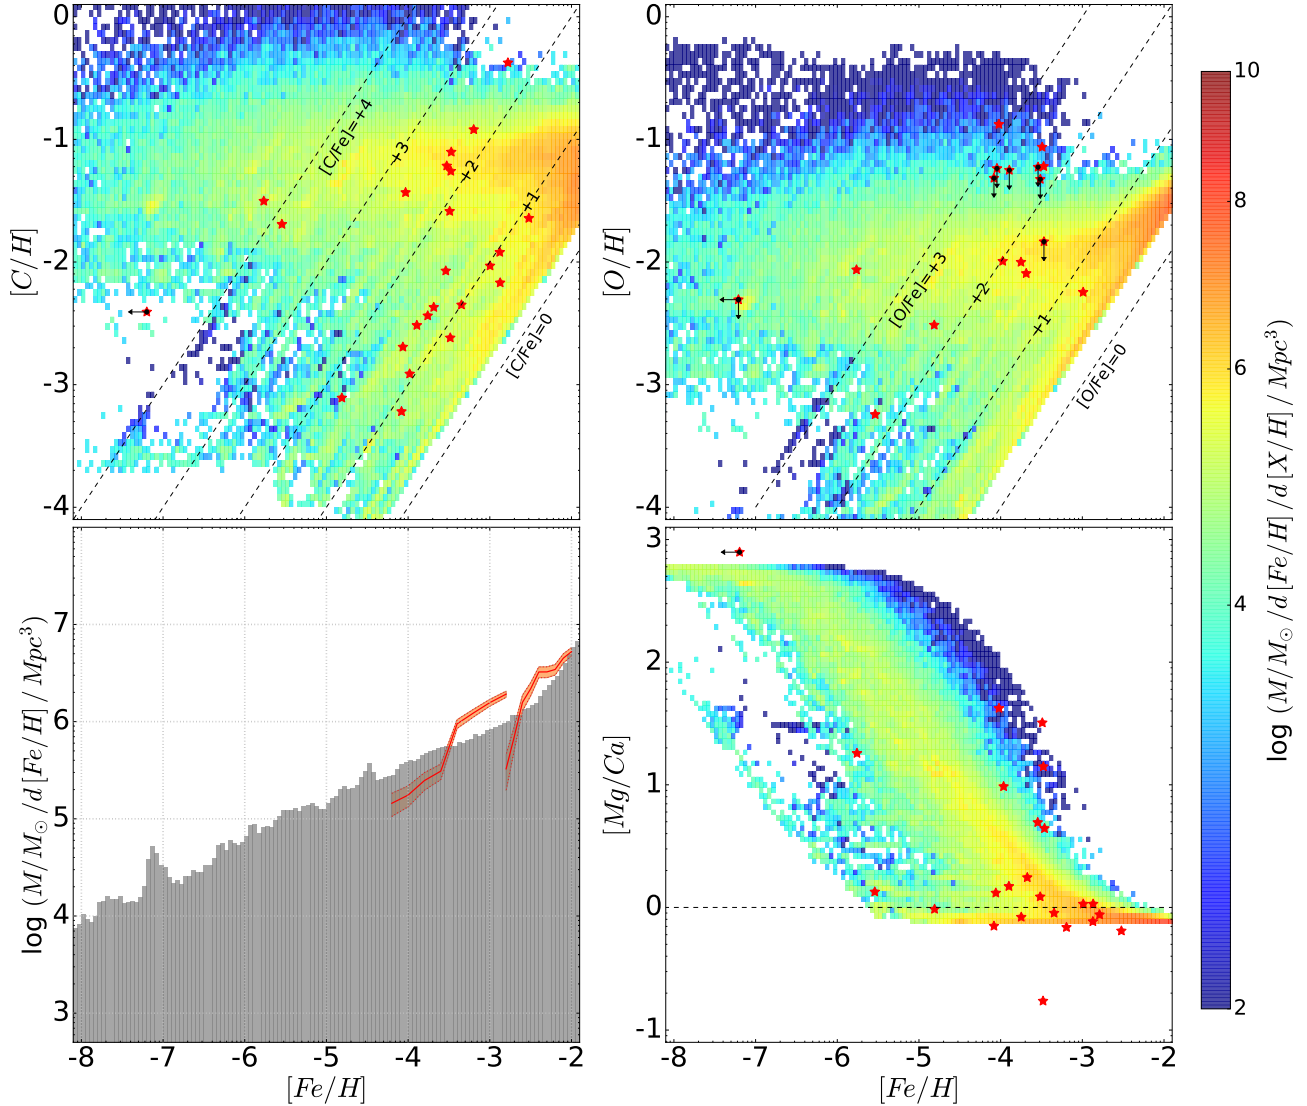 0
-1
-2
-3
-4
[C/H]
[C/Fe]=+4
+3
+2
+1
[C/Fe]=0
0
-1
-2
-3
-4
[O/H]
[O/Fe]=+3
+2
+1
[O/Fe]=0
7
6
5
4
3
log (M/M⊙/d[Fe/H]/Mpc³)
-8 -7 -6 -5 -4 -3 -2
[Fe/H]
3
2
1
0
-1
[Mg/Ca]
-8 -7 -6 -5 -4 -3 -2
[Fe/H]
10
8
6
4
2
log (M/M⊙/d[Fe/H]/d[X/H]/Mpc³)